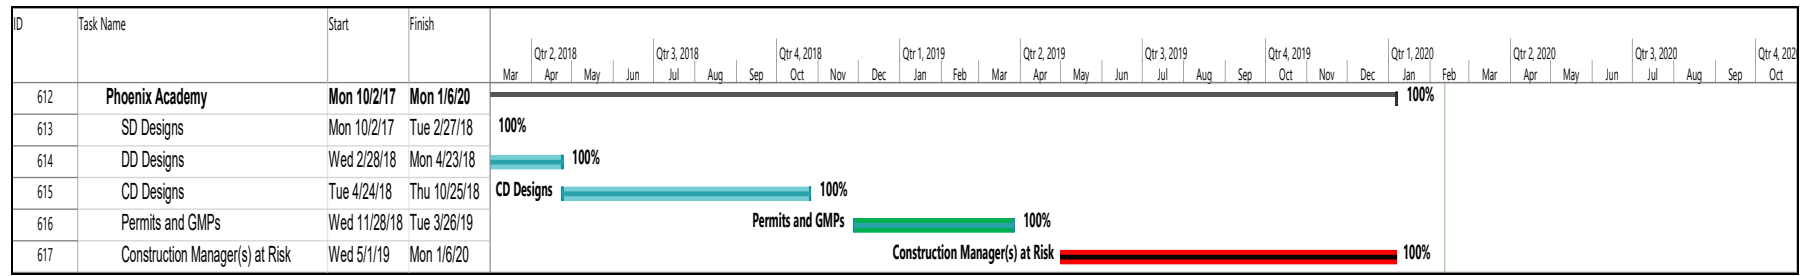 ID Task Name Start Finish
Qtr 2, 2018 Qtr 3, 2018 Qtr 4, 2018 Qtr 1, 2019 Qtr 2, 2019 Qtr 3, 2019 Qtr 4, 2019 Qtr 1, 2020 Qtr 2, 2020 Qtr 3, 2020 Qtr 4, 202
Mar Apr May Jun Jul Aug Sep Oct Nov Dec Jan Feb Mar Apr May Jun Jul Aug Sep Oct Nov Dec Jan Feb Mar Apr May Jun Jul Aug Sep Oct
612 Phoenix Academy Mon 10/2/17 Mon 1/6/20 100%
613 SD Designs Mon 10/2/17 Tue 2/27/18 100%
614 DD Designs Wed 2/28/18 Mon 4/23/18 100%
615 CD Designs Tue 4/24/18 Thu 10/25/18 CD Designs 100%
616 Permits and GMPs Wed 11/28/18 Tue 3/26/19 Permits and GMPs 100%
617 Construction Manager(s) at Risk Wed 5/1/19 Mon 1/6/20 Construction Manager(s) at Risk 100%